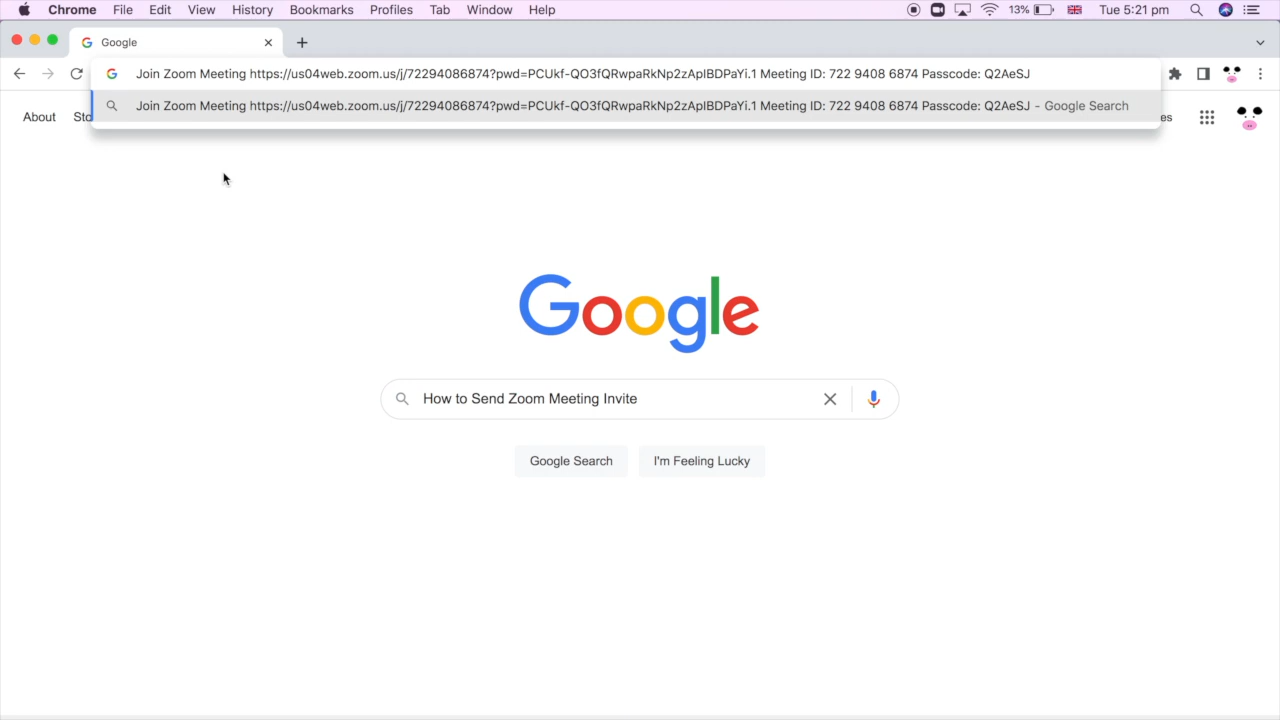 Chrome File Edit View History Bookmarks Profiles Tab Window Help 13% Tue 5:21 pm
Google
Join Zoom Meeting https://us04web.zoom.us/j/72294086874?pwd=PCUkf-QO3fQRwpaRkNp2zApIBDPaYi.1 Meeting ID: 722 9408 6874 Passcode: Q2AeSJ
Join Zoom Meeting https://us04web.zoom.us/j/72294086874?pwd=PCUkf-QO3fQRwpaRkNp2zApIBDPaYi.1 Meeting ID: 722 9408 6874 Passcode: Q2AeSJ - Google Search
About Sto es
Google
How to Send Zoom Meeting Invite
Google Search I'm Feeling Lucky